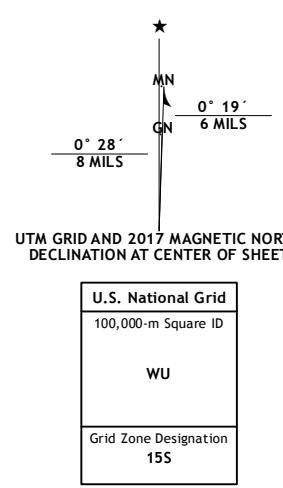 ★
MN
0° 19´
6 MILS
GN
0° 28´
8 MILS
UTM GRID AND 2017 MAGNETIC NOR
DECLINATION AT CENTER OF SHEET
U.S. National Grid
100,000-m Square ID
WU
Grid Zone Designation
15S